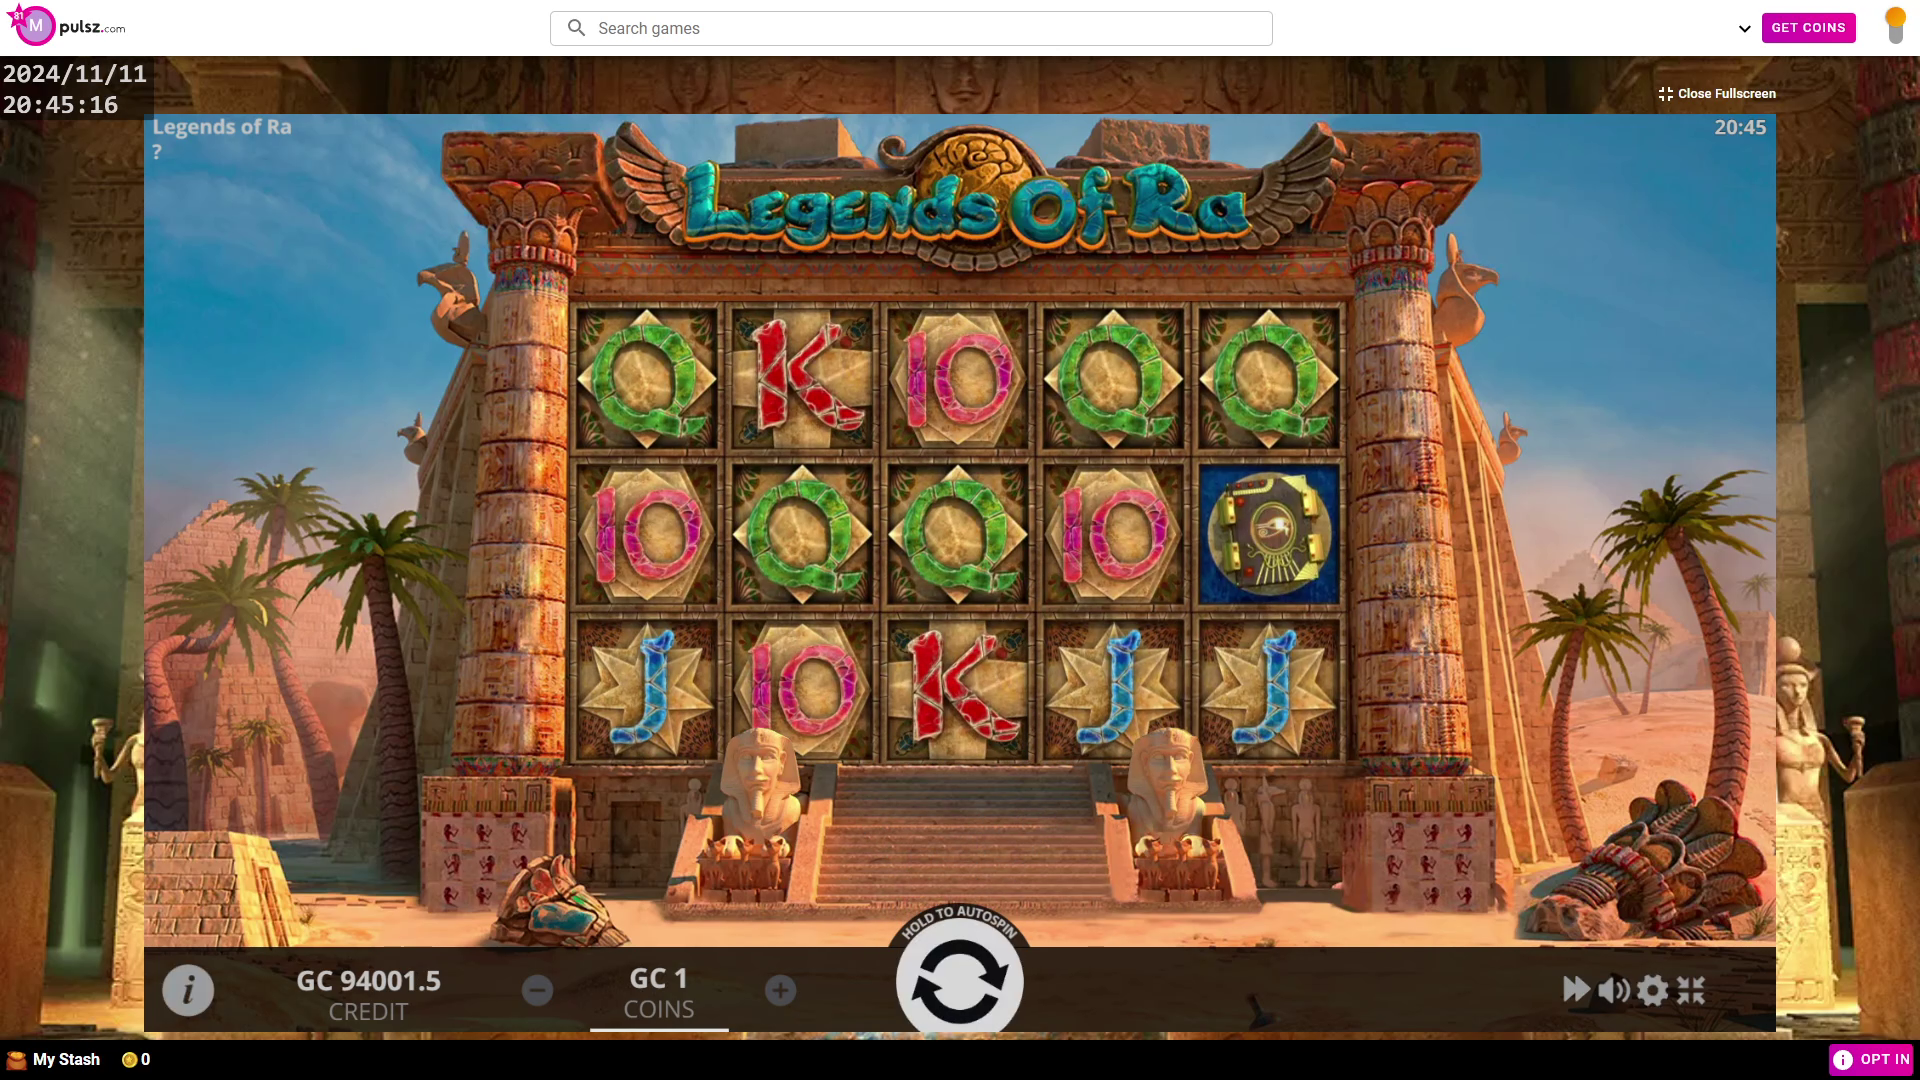 81
M
pulsz.com
Search games
GET COINS
2024/11/11
20:45:16
Close Fullscreen
Legends of Ra
20:45
?
Legends Of Ra
Q K 10 Q Q
10 Q Q 10
J 10 K J J
HOLD TO AUTOSPIN
i
GC 94001.5
CREDIT
GC 1
COINS
My Stash
0
OPT IN